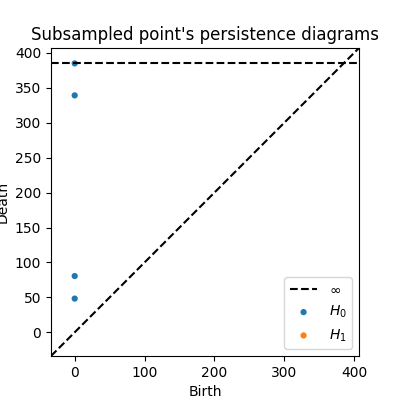 Subsampled point's persistence diagrams
400
350
300
250
200
150
100
50
0
Death
0 100 200 300 400
Birth
∞
H₀
H₁